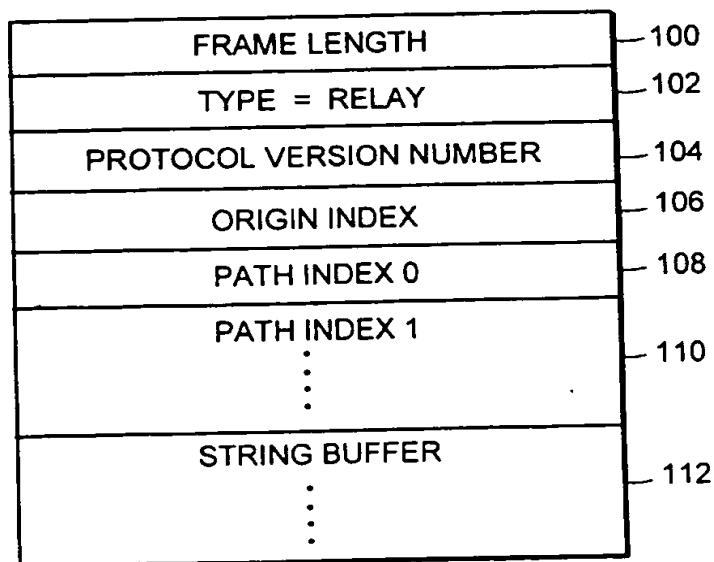 FRAME LENGTH 100
TYPE = RELAY 102
PROTOCOL VERSION NUMBER 104
ORIGIN INDEX 106
PATH INDEX 0 108
PATH INDEX 1 110
STRING BUFFER 112